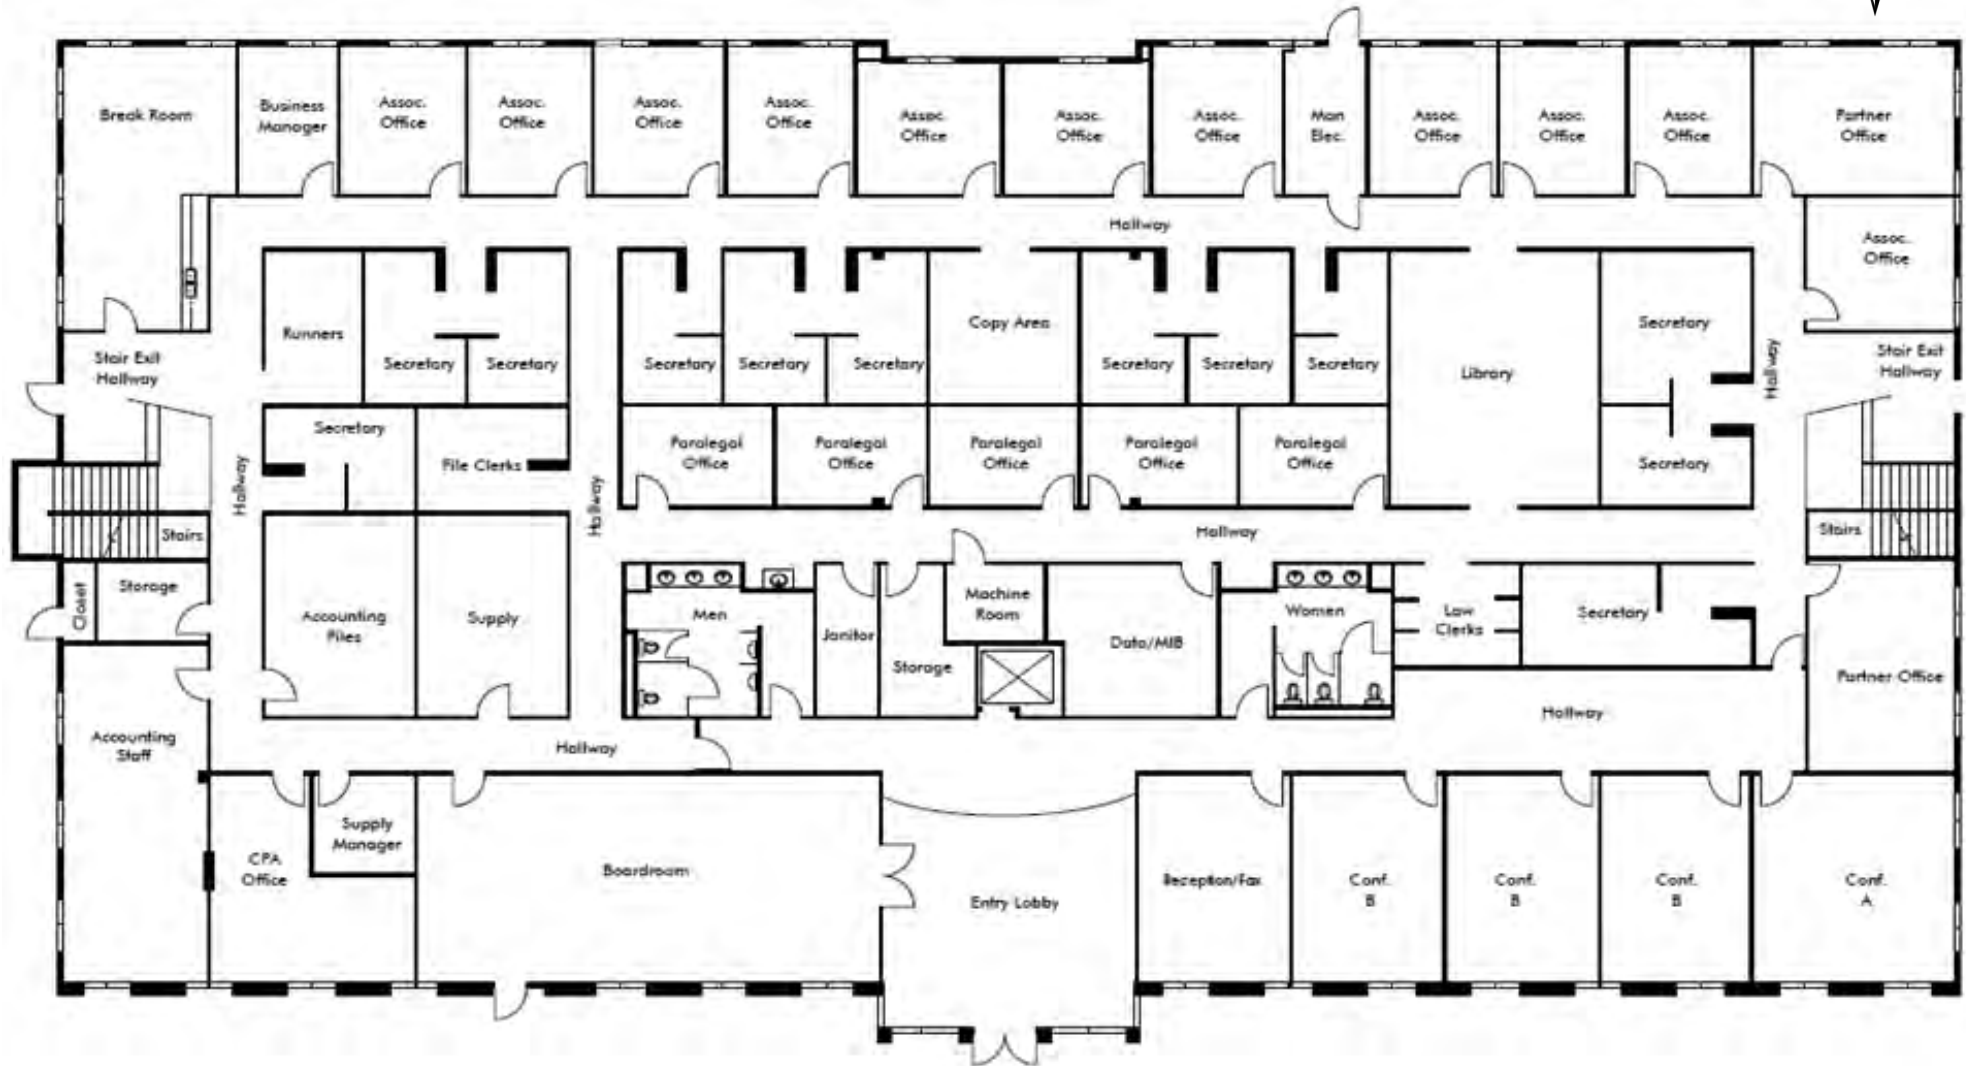 Break Room
Business
Manager
Assoc.
Office
Assoc.
Office
Assoc.
Office
Assoc.
Office
Assoc.
Office
Assoc.
Office
Assoc.
Office
Man
Elec.
Assoc.
Office
Assoc.
Office
Assoc.
Office
Partner
Office
Hallway
Assoc.
Office
Runners
Secretary
Secretary
Secretary
Secretary
Secretary
Copy Area
Secretary
Secretary
Secretary
Library
Secretary
Hallway
Stair Exit
Hallway
Stair Exit
Hallway
Secretary
File Clerks
Paralegal
Office
Paralegal
Office
Paralegal
Office
Paralegal
Office
Paralegal
Office
Secretary
Hallway
Hallway
Hallway
Stairs
Stairs
Closet
Storage
Accounting
Files
Supply
Men
Janitor
Storage
Machine
Room
Data/MIB
Women
Law
Clerks
Secretary
Partner Office
Accounting
Staff
Hallway
Hallway
CPA
Office
Supply
Manager
Boardroom
Entry Lobby
Reception/Fax
Conf.
B
Conf.
B
Conf.
B
Conf.
A